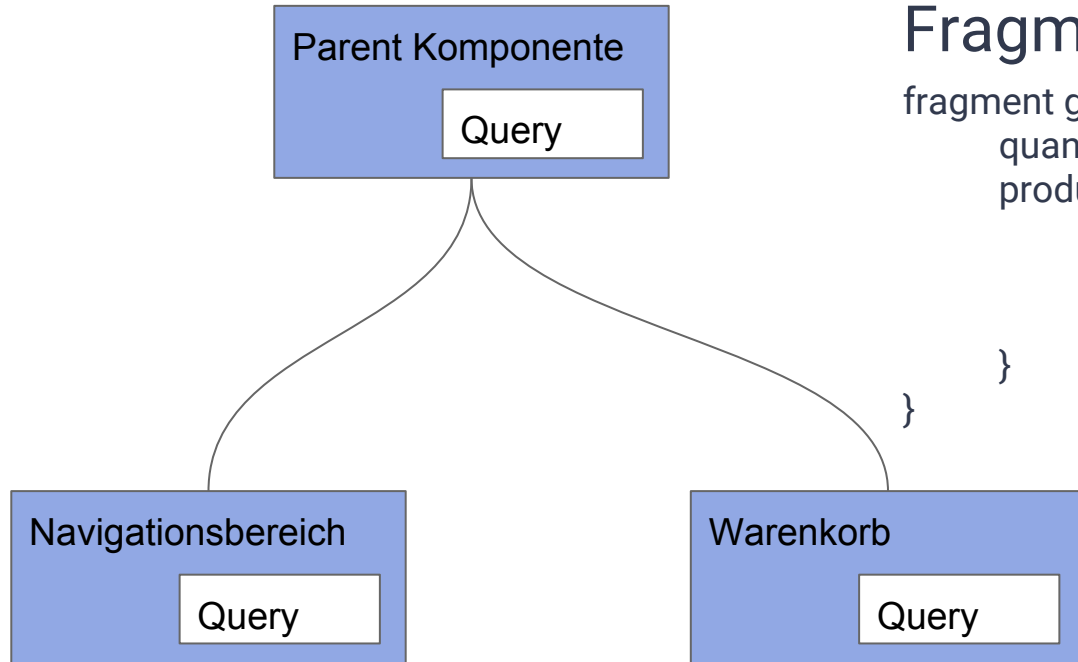 Parent Komponente
Query
Fragm
fragment g
quan
produ
}
}
Navigationsbereich
Query
Warenkorb
Query